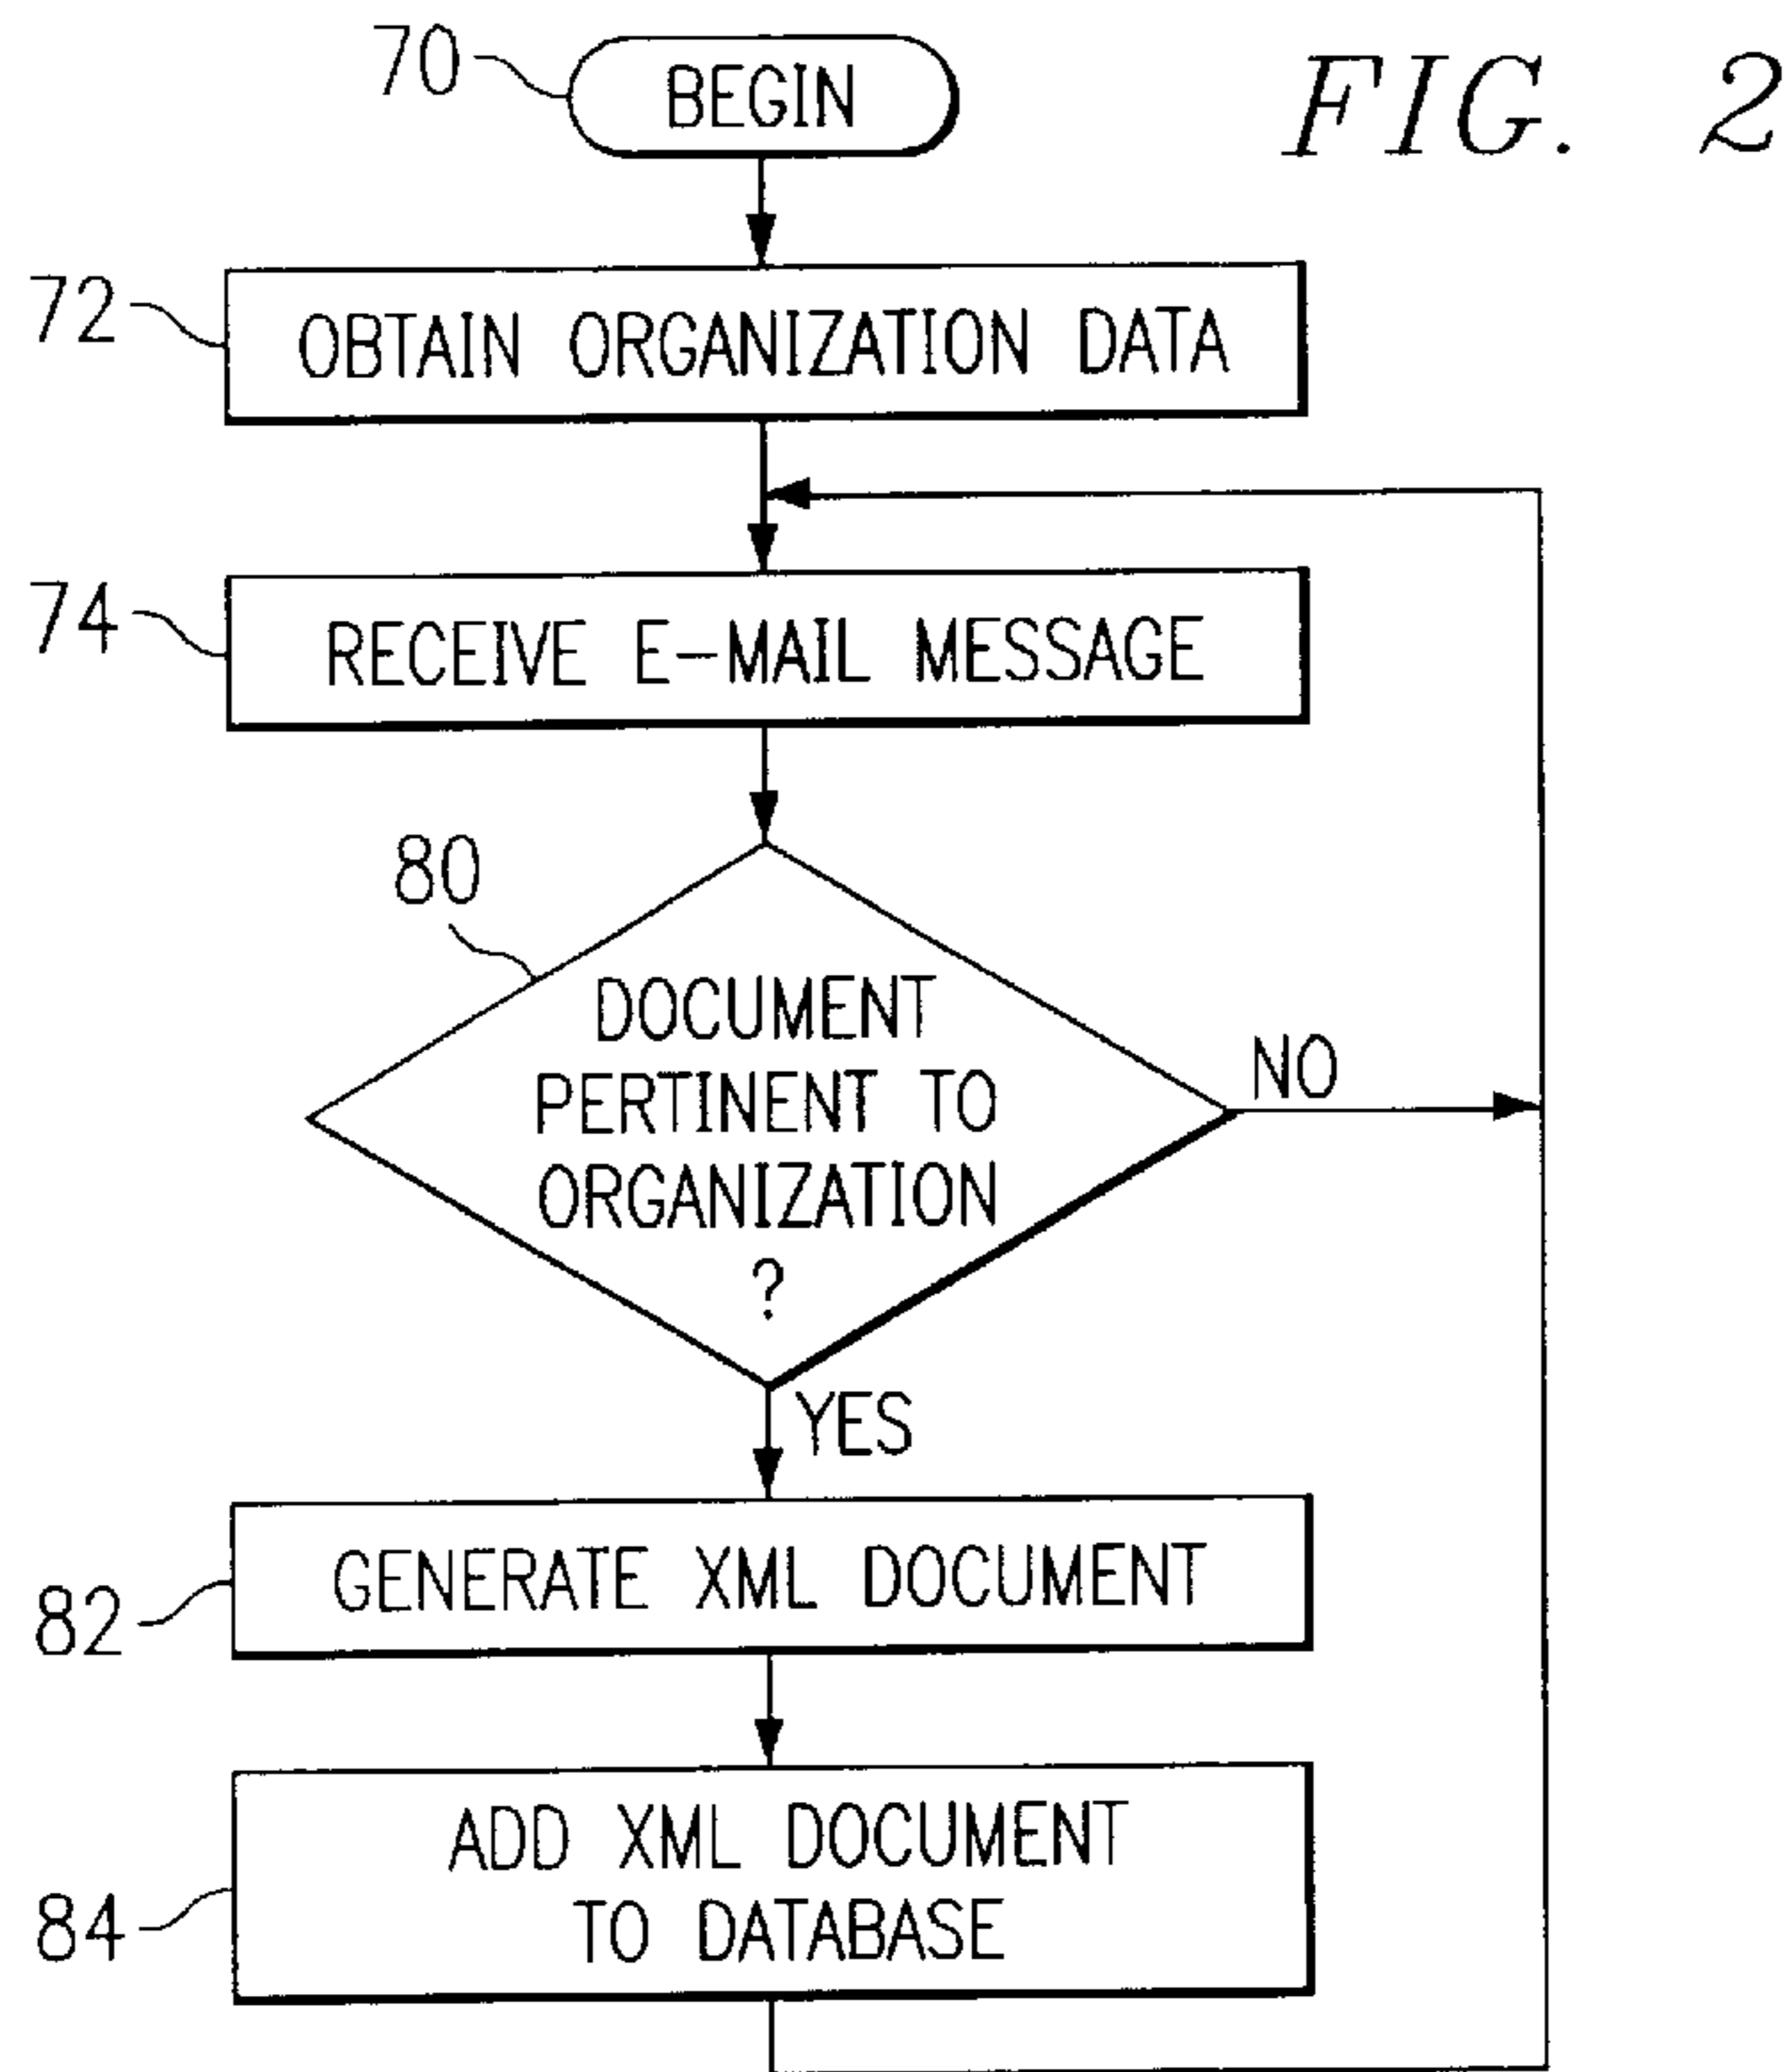 FIG. 2
70
BEGIN
72
OBTAIN ORGANIZATION DATA
74
RECEIVE E-MAIL MESSAGE
80
DOCUMENT
PERTINENT TO
ORGANIZATION
?
NO
YES
82
GENERATE XML DOCUMENT
84
ADD XML DOCUMENT
TO DATABASE